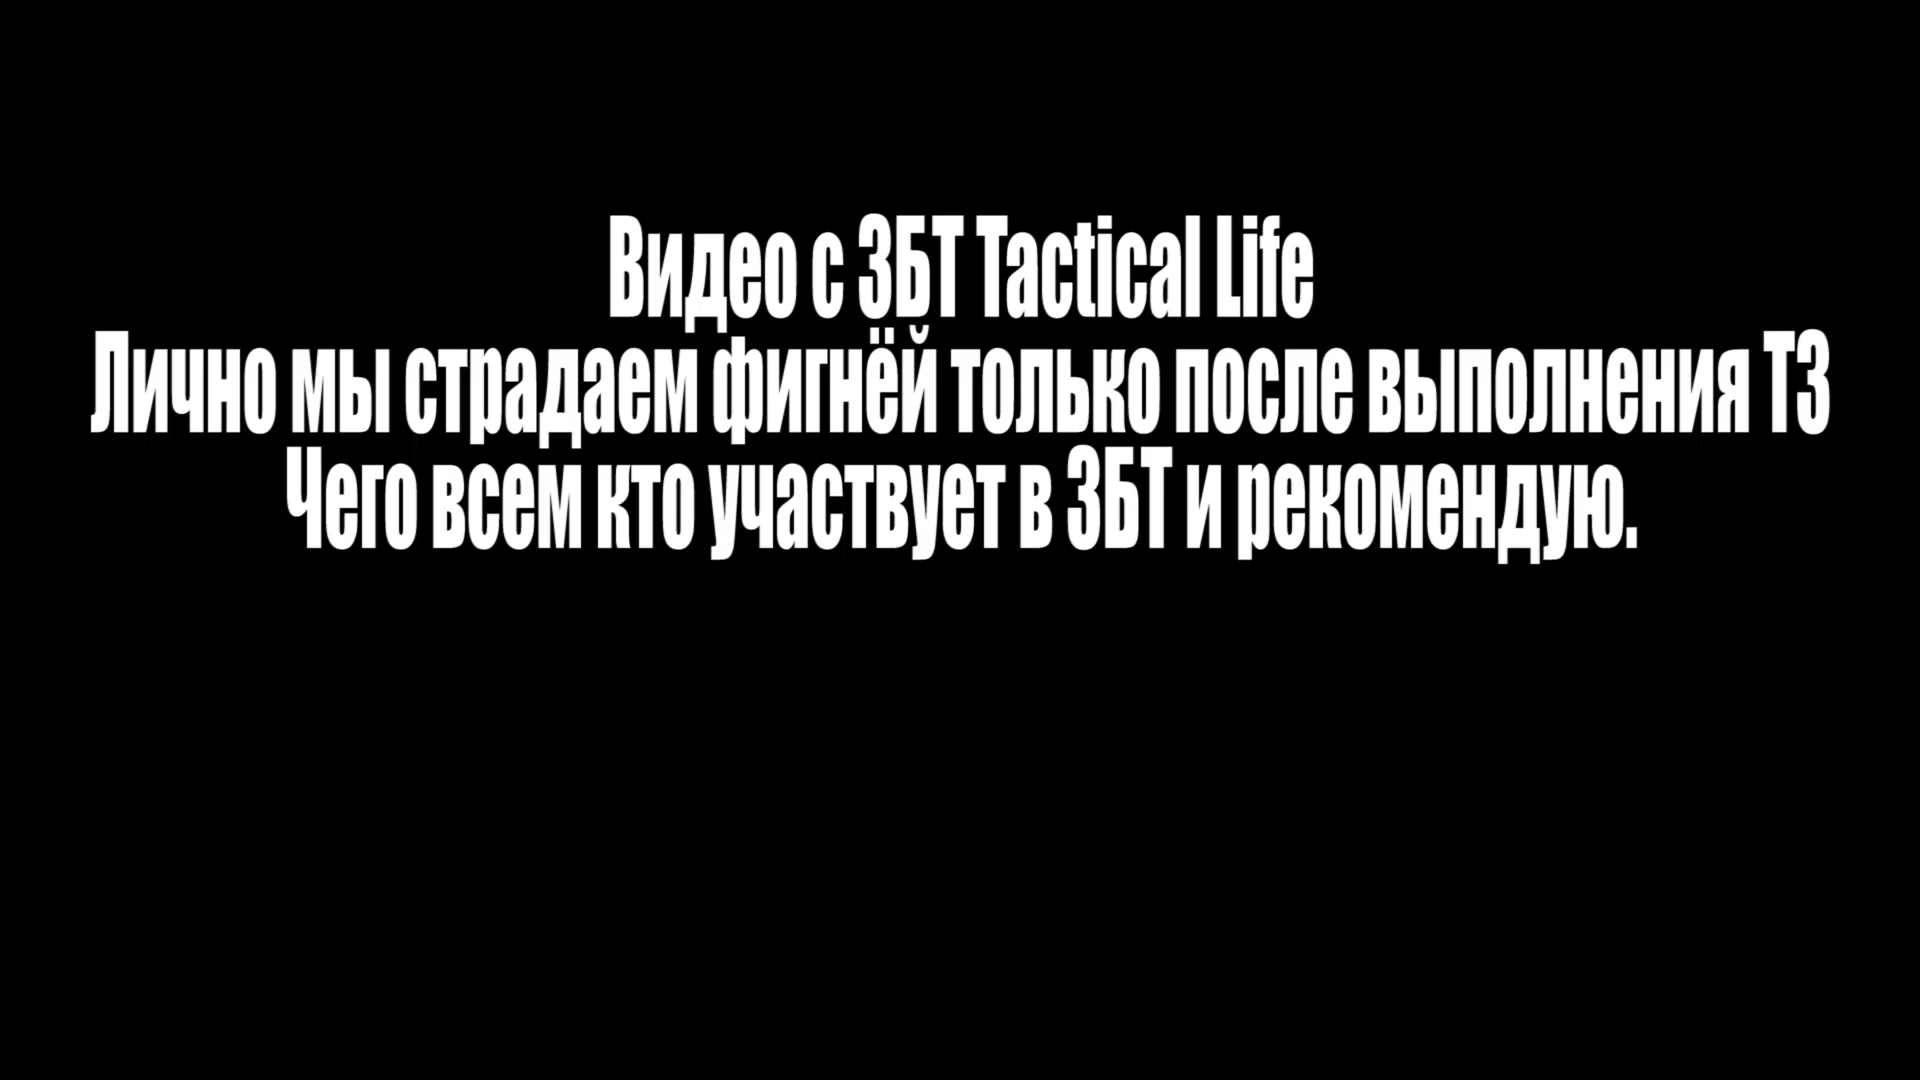 Видео с ЗБТ Tactical Life
Лично мы страдаем фигнёй только после выполнения ТЗ
Чего всем кто участвует в ЗБТ и рекомендую.